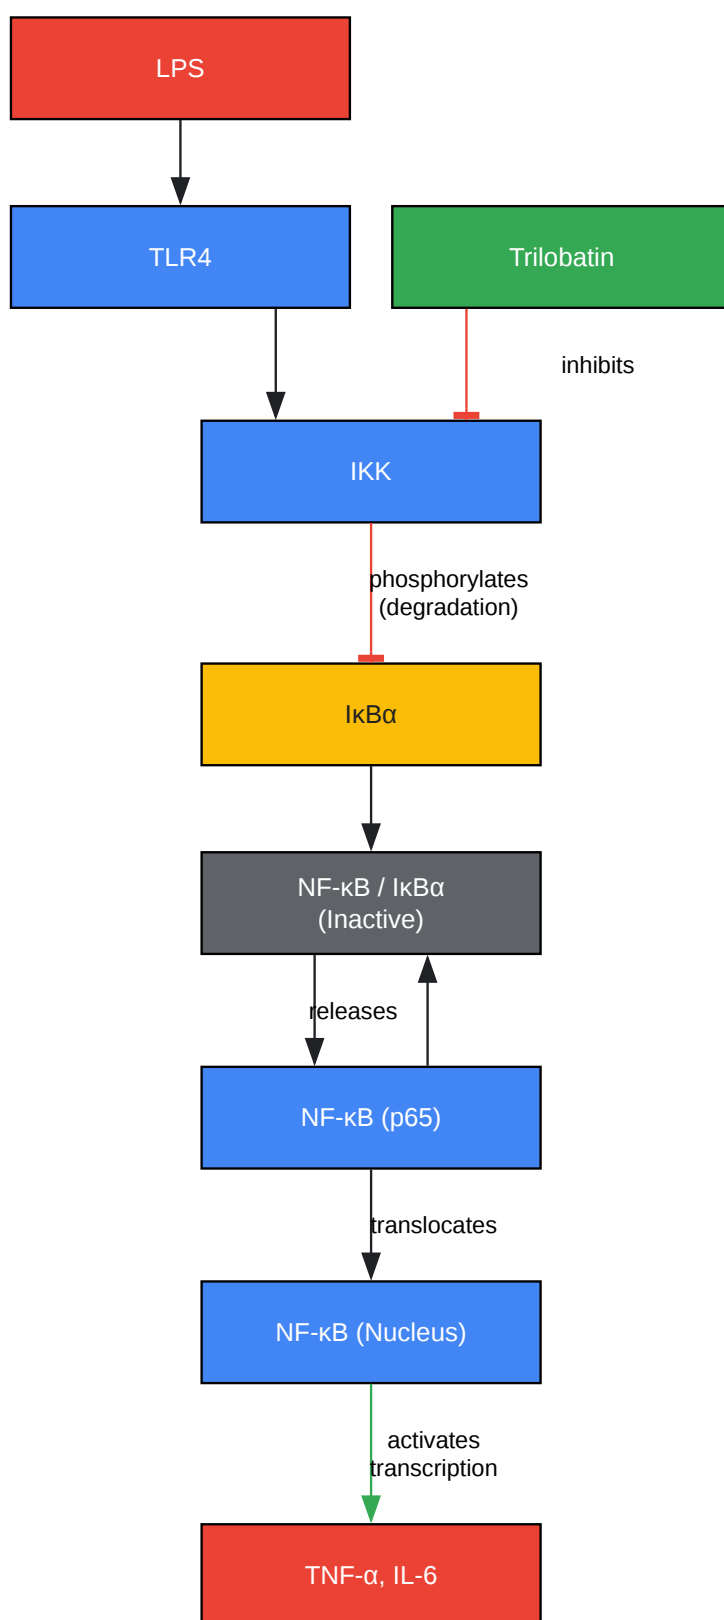 LPS
TLR4
Trilobatin
inhibits
IKK
phosphorylates
(degradation)
IκBα
NF-κB / IκBα
(Inactive)
releases
NF-κB (p65)
translocates
NF-κB (Nucleus)
activates
transcription
TNF-α, IL-6